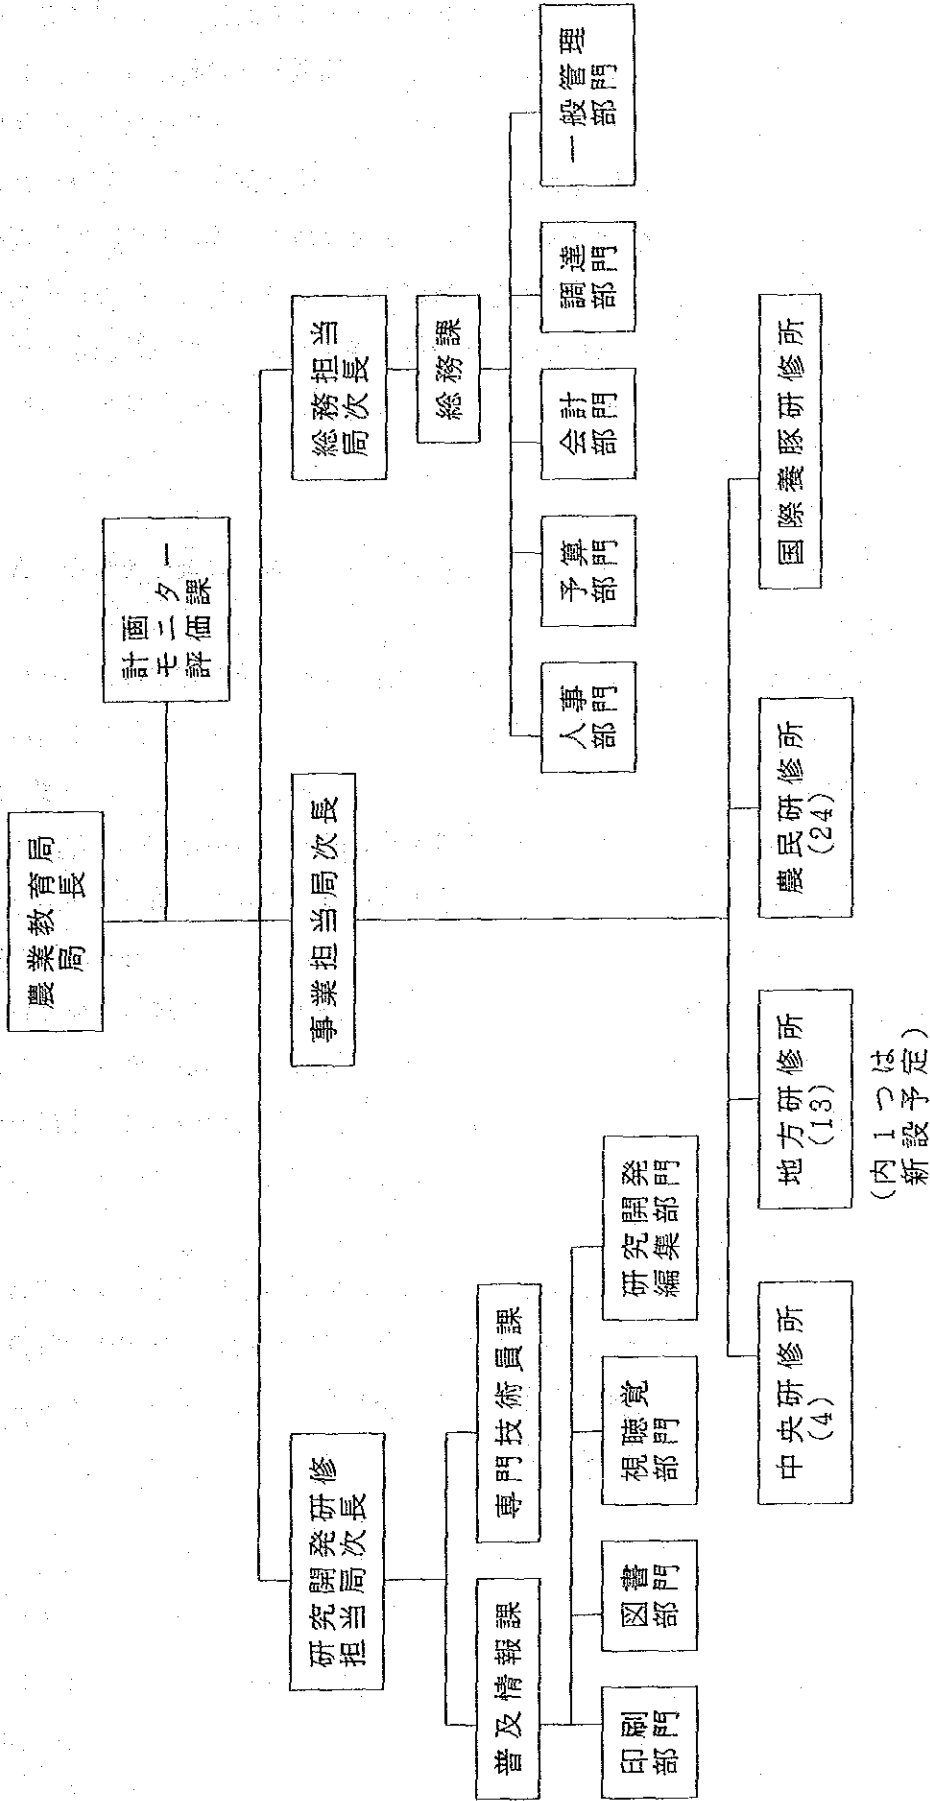 農業教育局
局長
計画
モニター
評価課
研究開発研修
担当局次長
事業担当局次長
総務担当
局次長
総務課
普及情報課
専門技術員課
印刷
部門
図書
部門
視聴覚
部門
研究開発
編集部門
人事
部門
予算
部門
会計
部門
調達
部門
一般管理
部門
中央研修所
(4)
地方研修所
(13)
(内1つは
新設予定)
農民研修所
(24)
国際養豚研修所